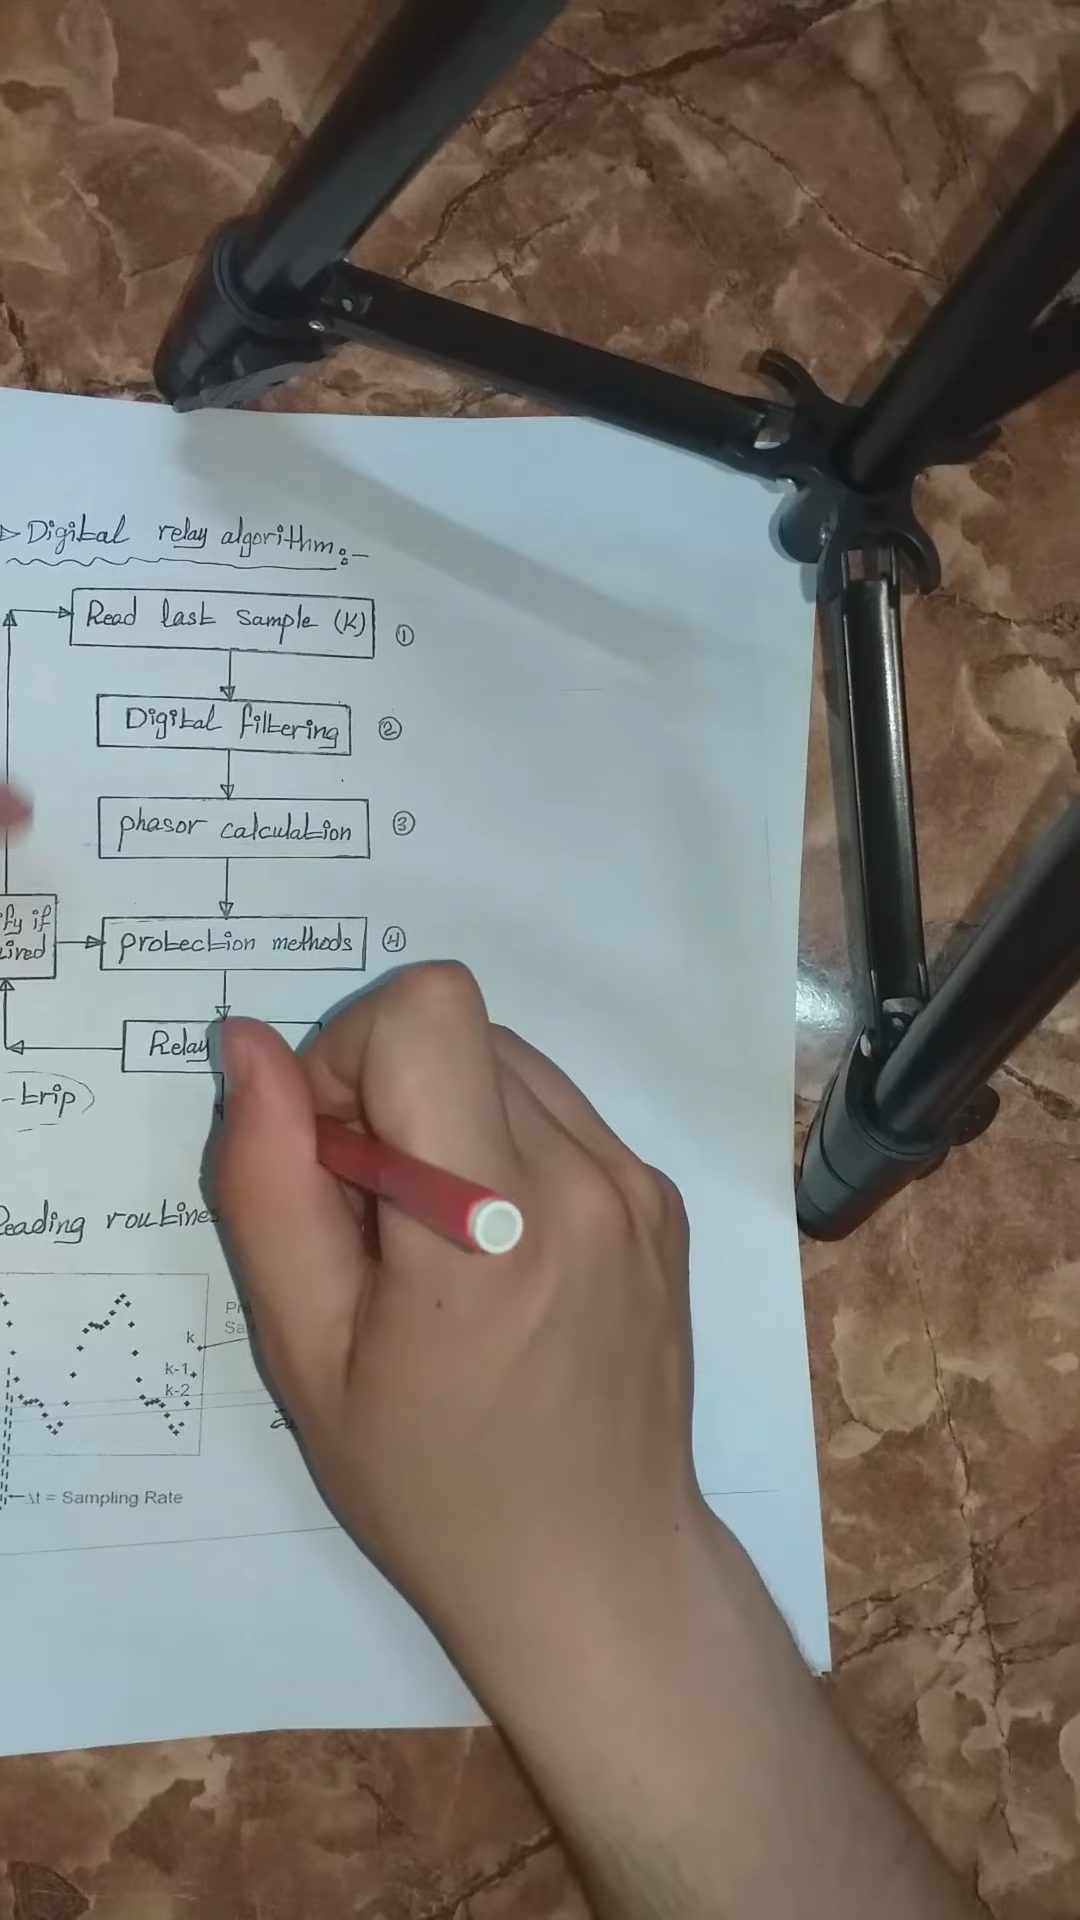 Digital relay algorithm:-
Read last sample (K) ①
Digital filtering ②
phasor calculation ③
protection methods ④
Relay
-trip)
routines
k
k-1
k-2
Δt = Sampling Rate